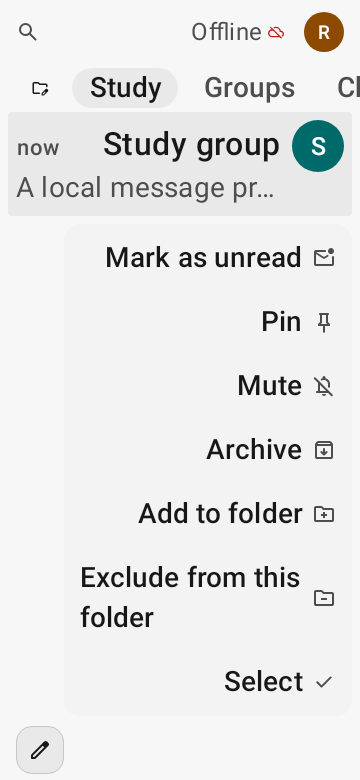 Offline
R
Study
Groups
now
Study group
S
A local message pr…
Mark as unread
Pin
Mute
Archive
Add to folder
Exclude from this
folder
Select